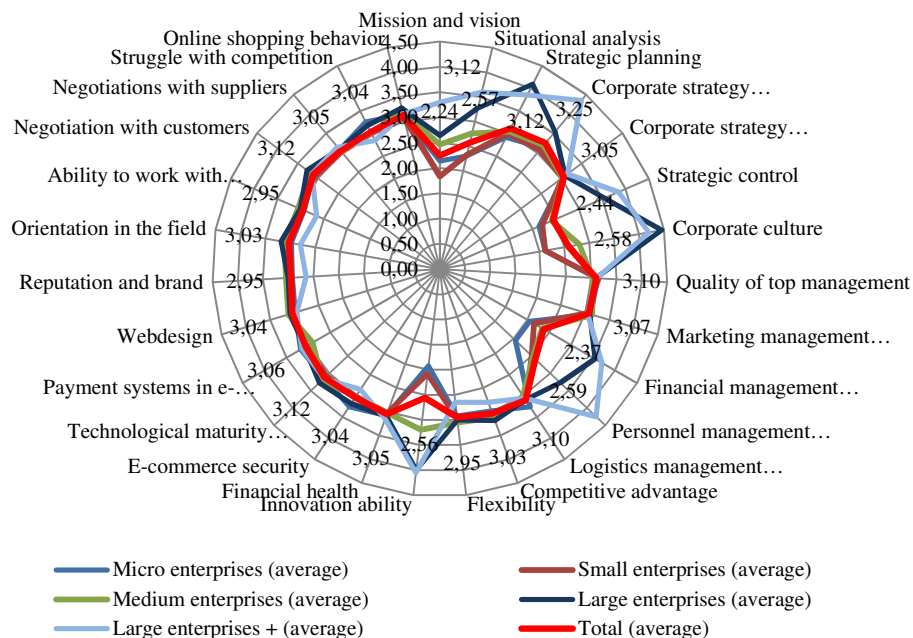 Mission and vision
Online shopping behavior
4,50
Situational analysis
Struggle with competition
4,00
3,12
Strategic planning
Negotiations with suppliers
3,04
3,50
2,57
Corporate strategy…
3,05
3,00
2,24
3,12
3,25
Negotiation with customers
3,12
2,50
3,05
Corporate strategy…
Ability to work with…
2,95
2,00
Strategic control
1,50
2,44
Orientation in the field
3,03
1,00
0,50
2,58
Corporate culture
0,00
Reputation and brand
2,95
3,10
Quality of top management
Webdesign
3,04
3,07
Marketing management…
2,37
Payment systems in e-…
3,06
2,59
Financial management…
Technological maturity…
3,12
3,10
Personnel management…
E-commerce security
3,04
3,05
2,56
2,95
3,03
Logistics management…
Financial health
Competitive advantage
Innovation ability
Flexibility
Micro enterprises (average)
Small enterprises (average)
Medium enterprises (average)
Large enterprises (average)
Large enterprises + (average)
Total (average)